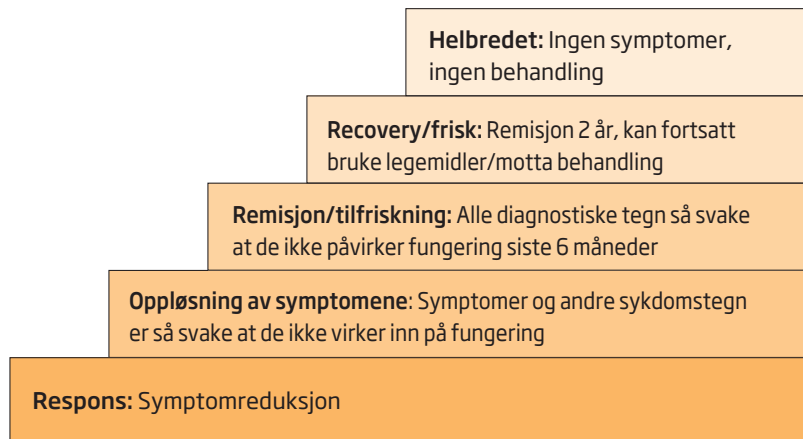 Helbredet: Ingen symptomer,
ingen behandling
Recovery/frisk: Remisjon 2 år, kan fortsatt
bruke legemidler/motta behandling
Remisjon/tilfriskning: Alle diagnostiske tegn så svake
at de ikke påvirker fungering siste 6 måneder
Oppløsning av symptomene: Symptomer og andre sykdomstegn
er så svake at de ikke virker inn på fungering
Respons: Symptomreduksjon